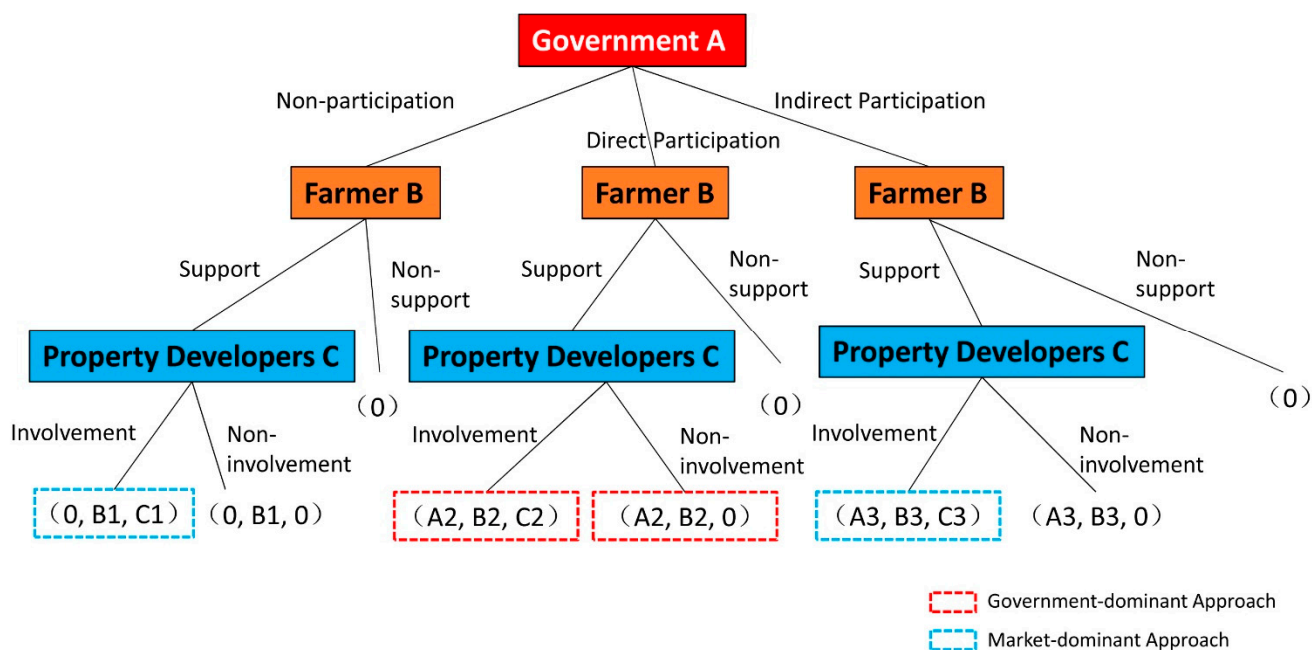 Government A
Non-participation
Direct Participation
Indirect Participation
Farmer B
Farmer B
Farmer B
Support
Non-
support
Support
Non-
support
Support
Non-
support
Property Developers C
Property Developers C
Property Developers C
(0)
(0)
(0)
Involvement
Non-
involvement
Involvement
Non-
involvement
Involvement
Non-
involvement
(0, B1, C1)
(0, B1, 0)
(A2, B2, C2)
(A2, B2, 0)
(A3, B3, C3)
(A3, B3, 0)
Government-dominant Approach
Market-dominant Approach